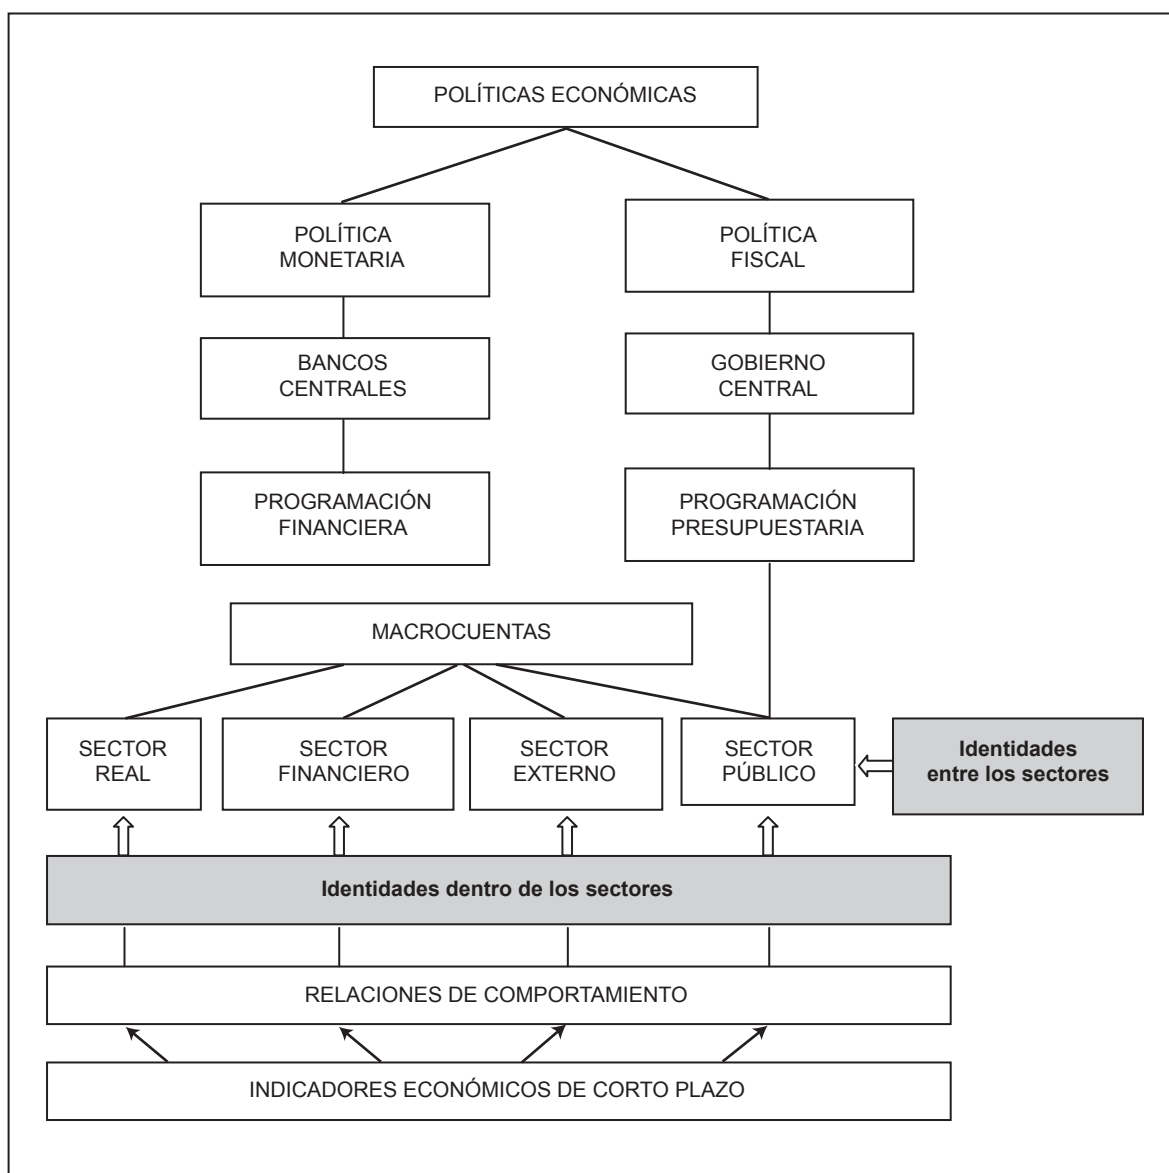 POLÍTICAS ECONÓMICAS
POLÍTICA
MONETARIA
POLÍTICA
FISCAL
BANCOS
CENTRALES
GOBIERNO
CENTRAL
PROGRAMACIÓN
FINANCIERA
PROGRAMACIÓN
PRESUPUESTARIA
MACROCUENTAS
SECTOR
REAL
SECTOR
FINANCIERO
SECTOR
EXTERNO
SECTOR
PÚBLICO
Identidades
entre los sectores
Identidades dentro de los sectores
RELACIONES DE COMPORTAMIENTO
INDICADORES ECONÓMICOS DE CORTO PLAZO